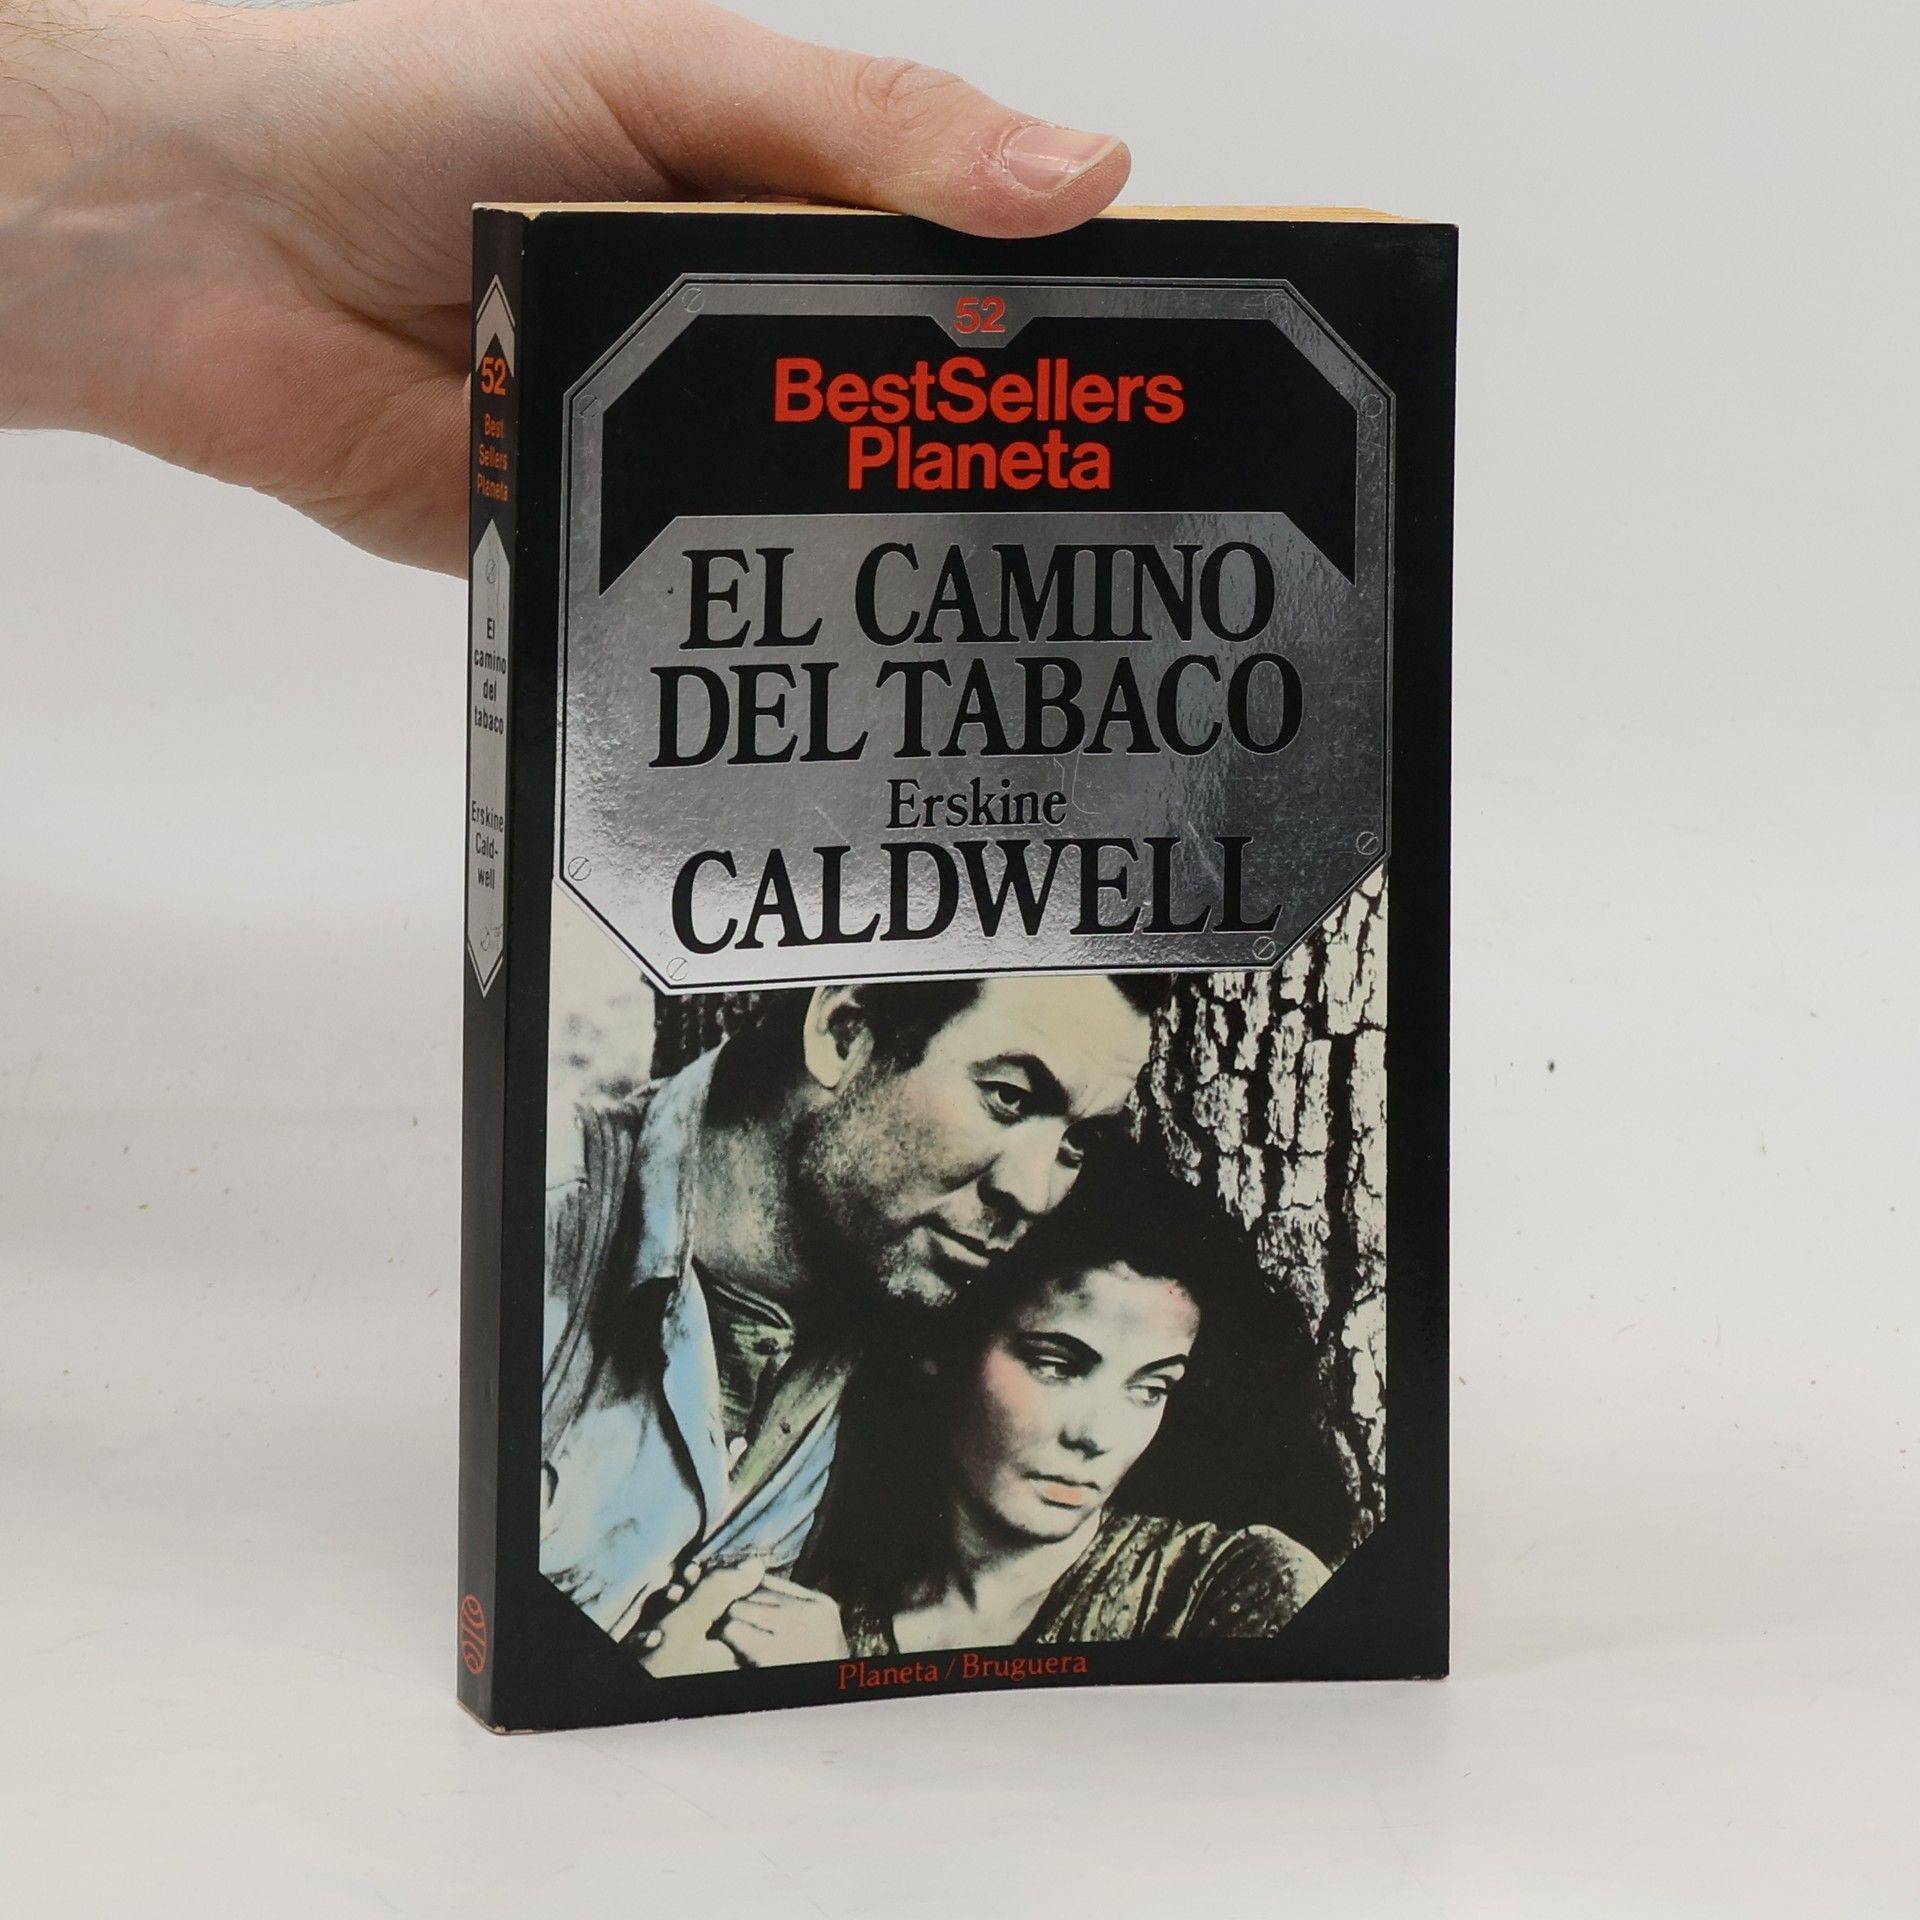 52
BestSellers
Planeta
EL CAMINO
DEL TABACO
Erskine
CALDWELL
Planeta / Bruguera
52
Best
Sellers
Planeta
El
camino
del
tabaco
Erskine
Cald-
well